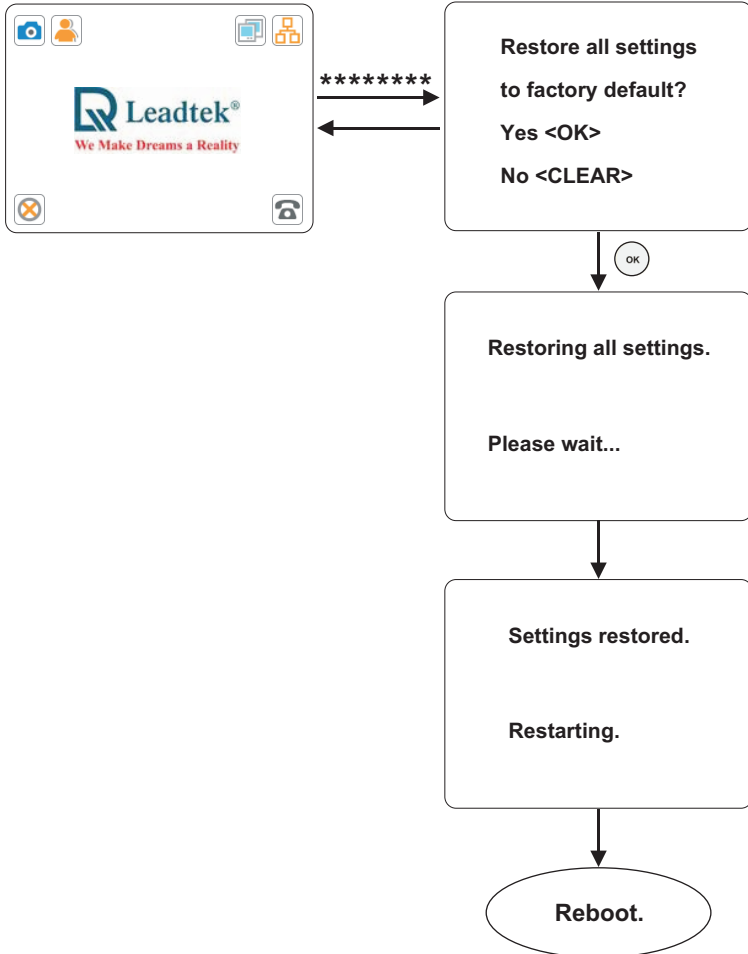 Leadtek®
We Make Dreams a Reality
********
Restore all settings
to factory default?
Yes <OK>
No <CLEAR>
OK
Restoring all settings.
Please wait...
Settings restored.
Restarting.
Reboot.